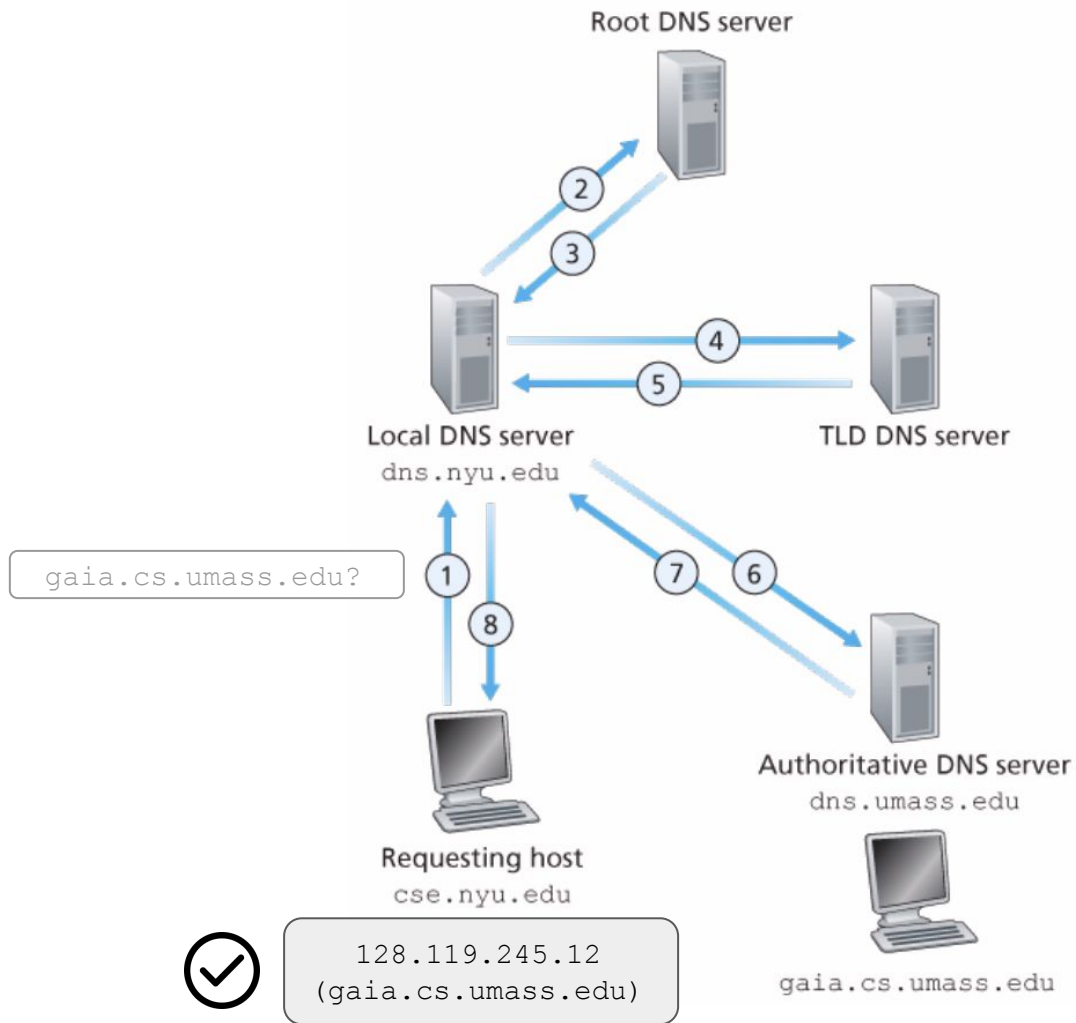 Root DNS server
2
3
4
5
Local DNS server
dns.nyu.edu
TLD DNS server
gaia.cs.umass.edu?
1
8
7
6
Authoritative DNS server
dns.umass.edu
Requesting host
cse.nyu.edu
128.119.245.12
(gaia.cs.umass.edu)
gaia.cs.umass.edu